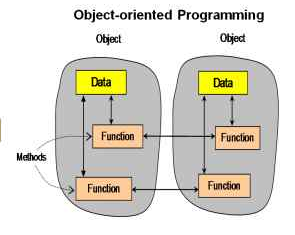 Object-oriented Programming
Object
Object
Data
Data
Function
Function
Methods
Function
Function